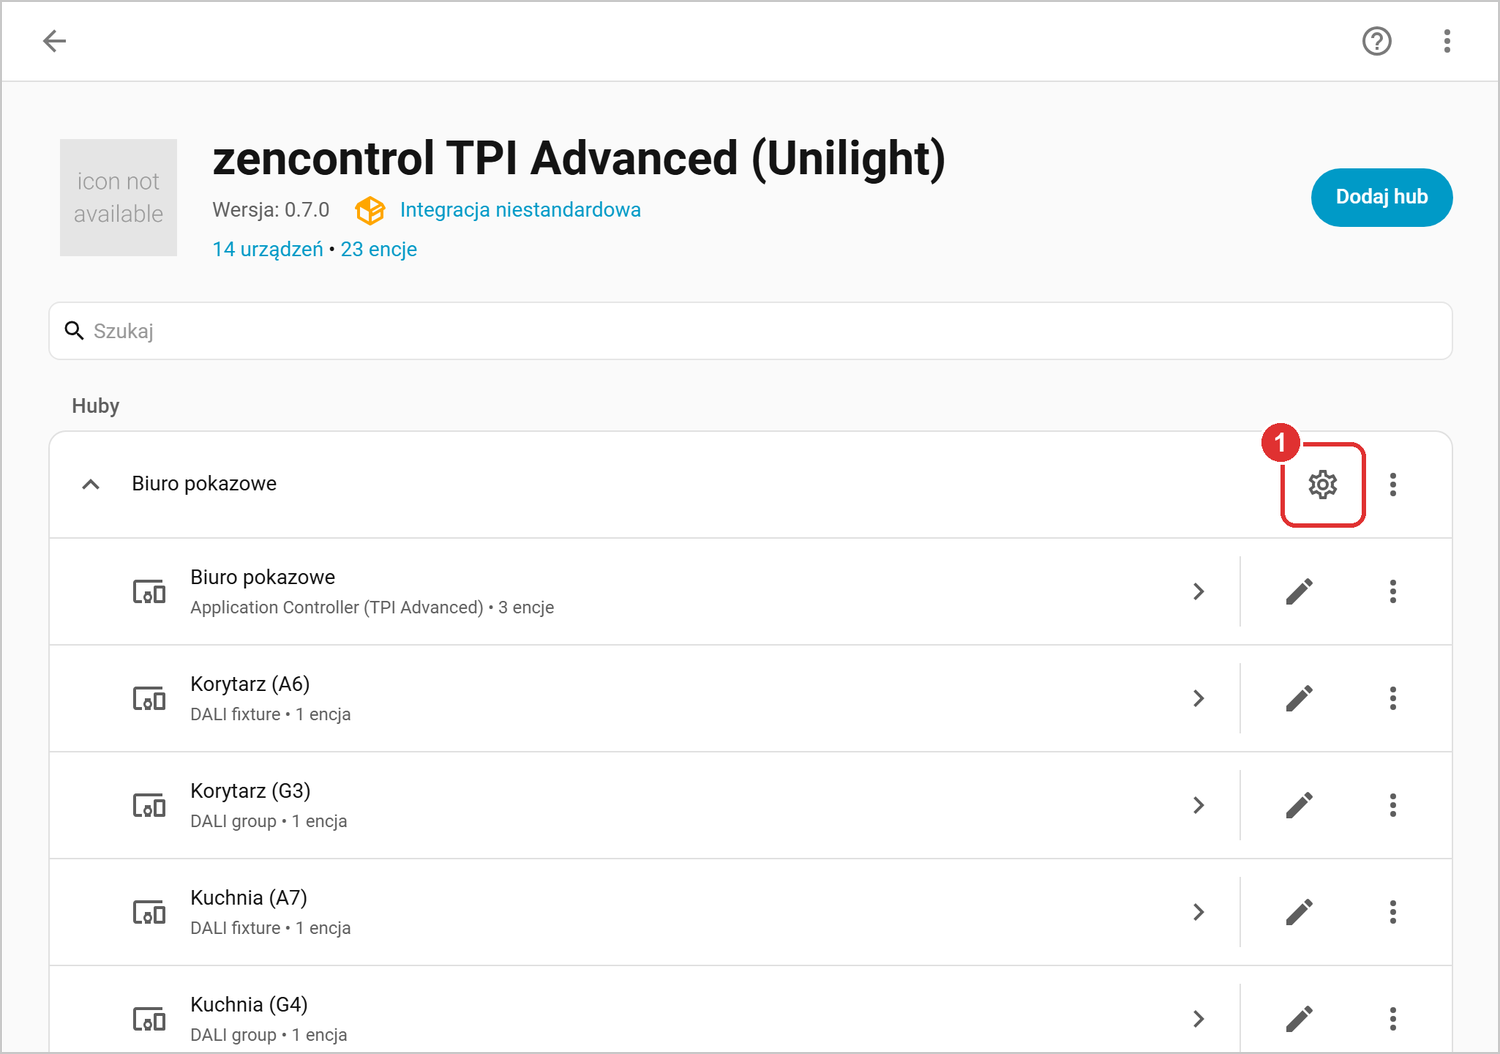 icon not
available
zencontrol TPI Advanced (Unilight)
Wersja: 0.7.0 Integracja niestandardowa
14 urządzeń • 23 encje
Dodaj hub
Szukaj
Huby
1
Biuro pokazowe
Biuro pokazowe
Application Controller (TPI Advanced) • 3 encje
Korytarz (A6)
DALI fixture • 1 encja
Korytarz (G3)
DALI group • 1 encja
Kuchnia (A7)
DALI fixture • 1 encja
Kuchnia (G4)
DALI group • 1 encja